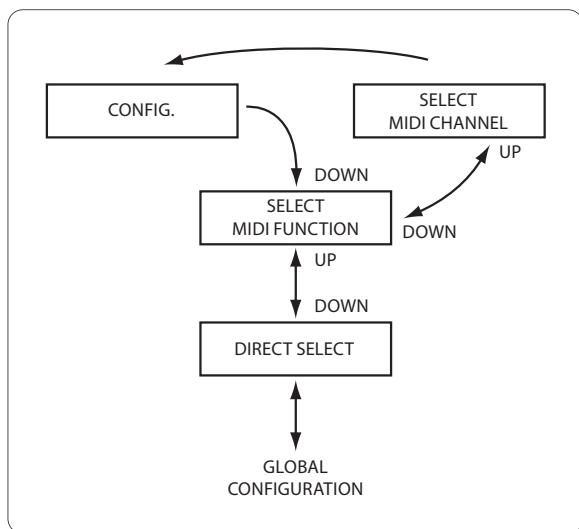 CONFIG.
SELECT
MIDI CHANNEL
UP
DOWN
SELECT
MIDI FUNCTION
DOWN
UP
DOWN
DIRECT SELECT
GLOBAL
CONFIGURATION